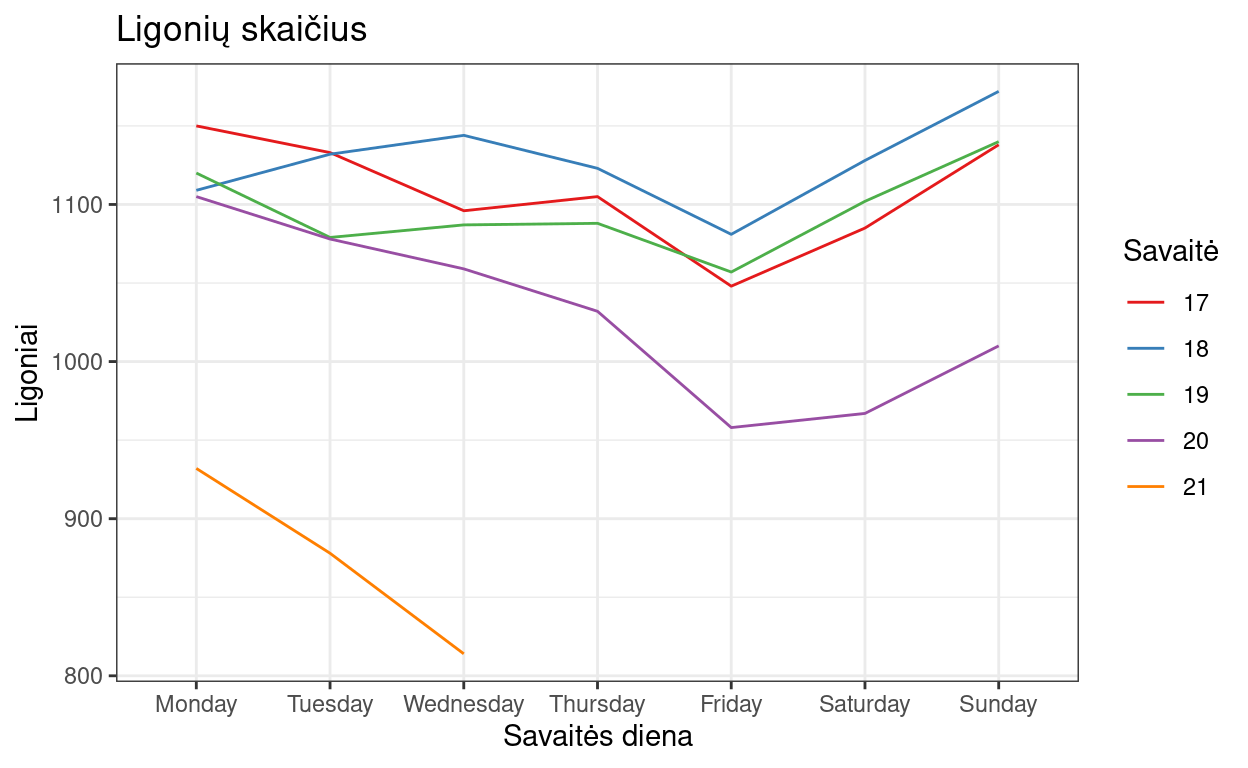 Ligonių skaičius
Ligoniai
1100
1000
900
800
Monday Tuesday Wednesday Thursday Friday Saturday Sunday
Savaitės diena
Savaitė
17
18
19
20
21